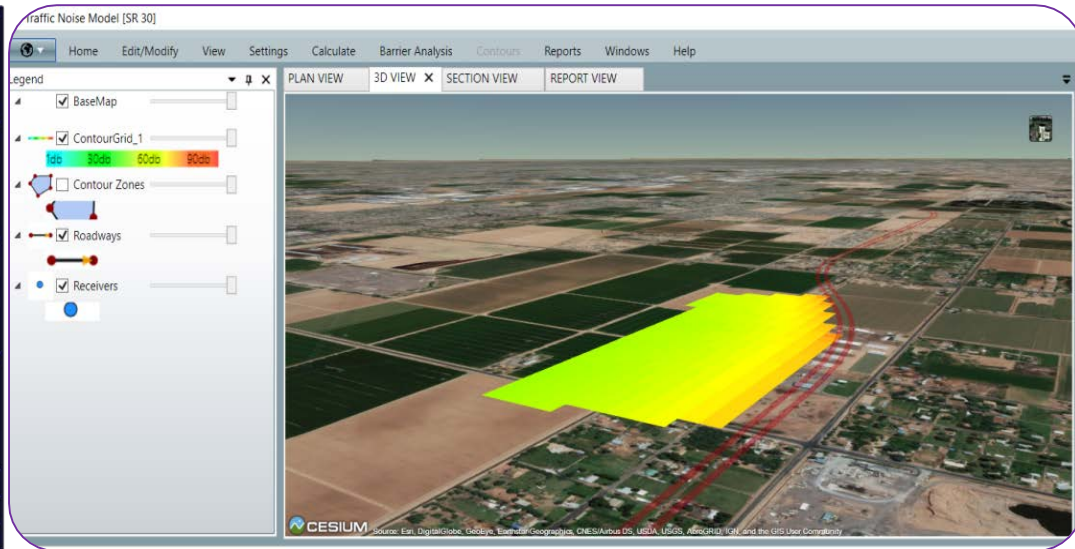 Traffic Noise Model [SR 30]
Home Edit/Modify View Settings Calculate Barrier Analysis Contours Reports Windows Help
Legend
PLAN VIEW 3D VIEW X SECTION VIEW REPORT VIEW
BaseMap
ContourGrid_1
1db 30db 60db 90db
Contour Zones
Roadways
Receivers
CESIUM Source: Esri, DigitalGlobe, GeoEye, Earthstar Geographics, CNES/Airbus DS, USDA, USGS, AeroGRID, IGN, and the GIS User Community